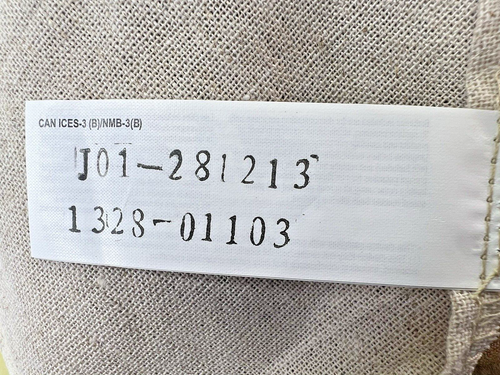 CAN ICES-3 (B)/NMB-3(B)
J01-281213
1328-01103